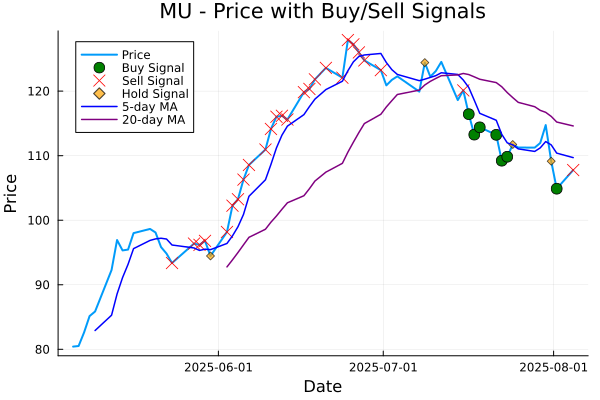 MU - Price with Buy/Sell Signals
Price
Buy Signal
Sell Signal
Hold Signal
5-day MA
20-day MA
Price
120
110
100
90
80
2025-06-01
2025-07-01
2025-08-01
Date